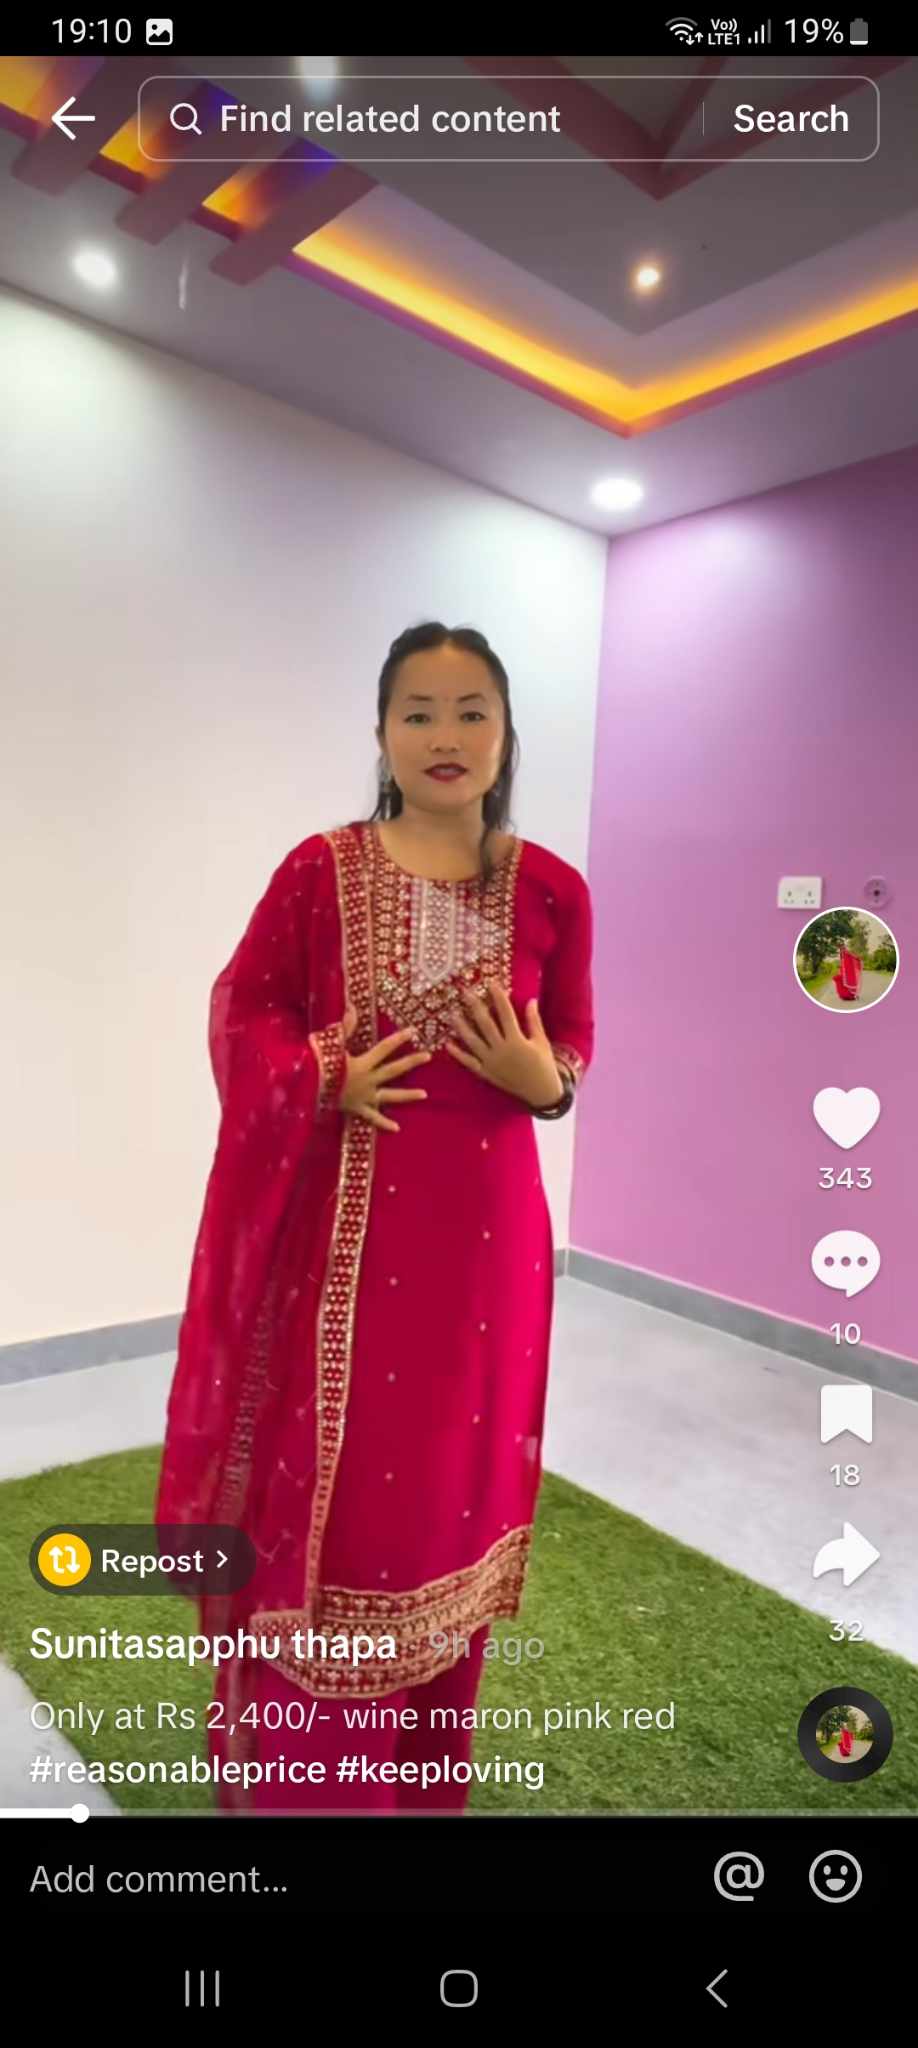 19:10 Vo)) LTE1 19%
Find related content Search
343
10
18
Repost >
32
Sunitasapphu thapa · 9h ago
Only at Rs 2,400/- wine maron pink red
#reasonableprice #keeploving
Add comment...
@